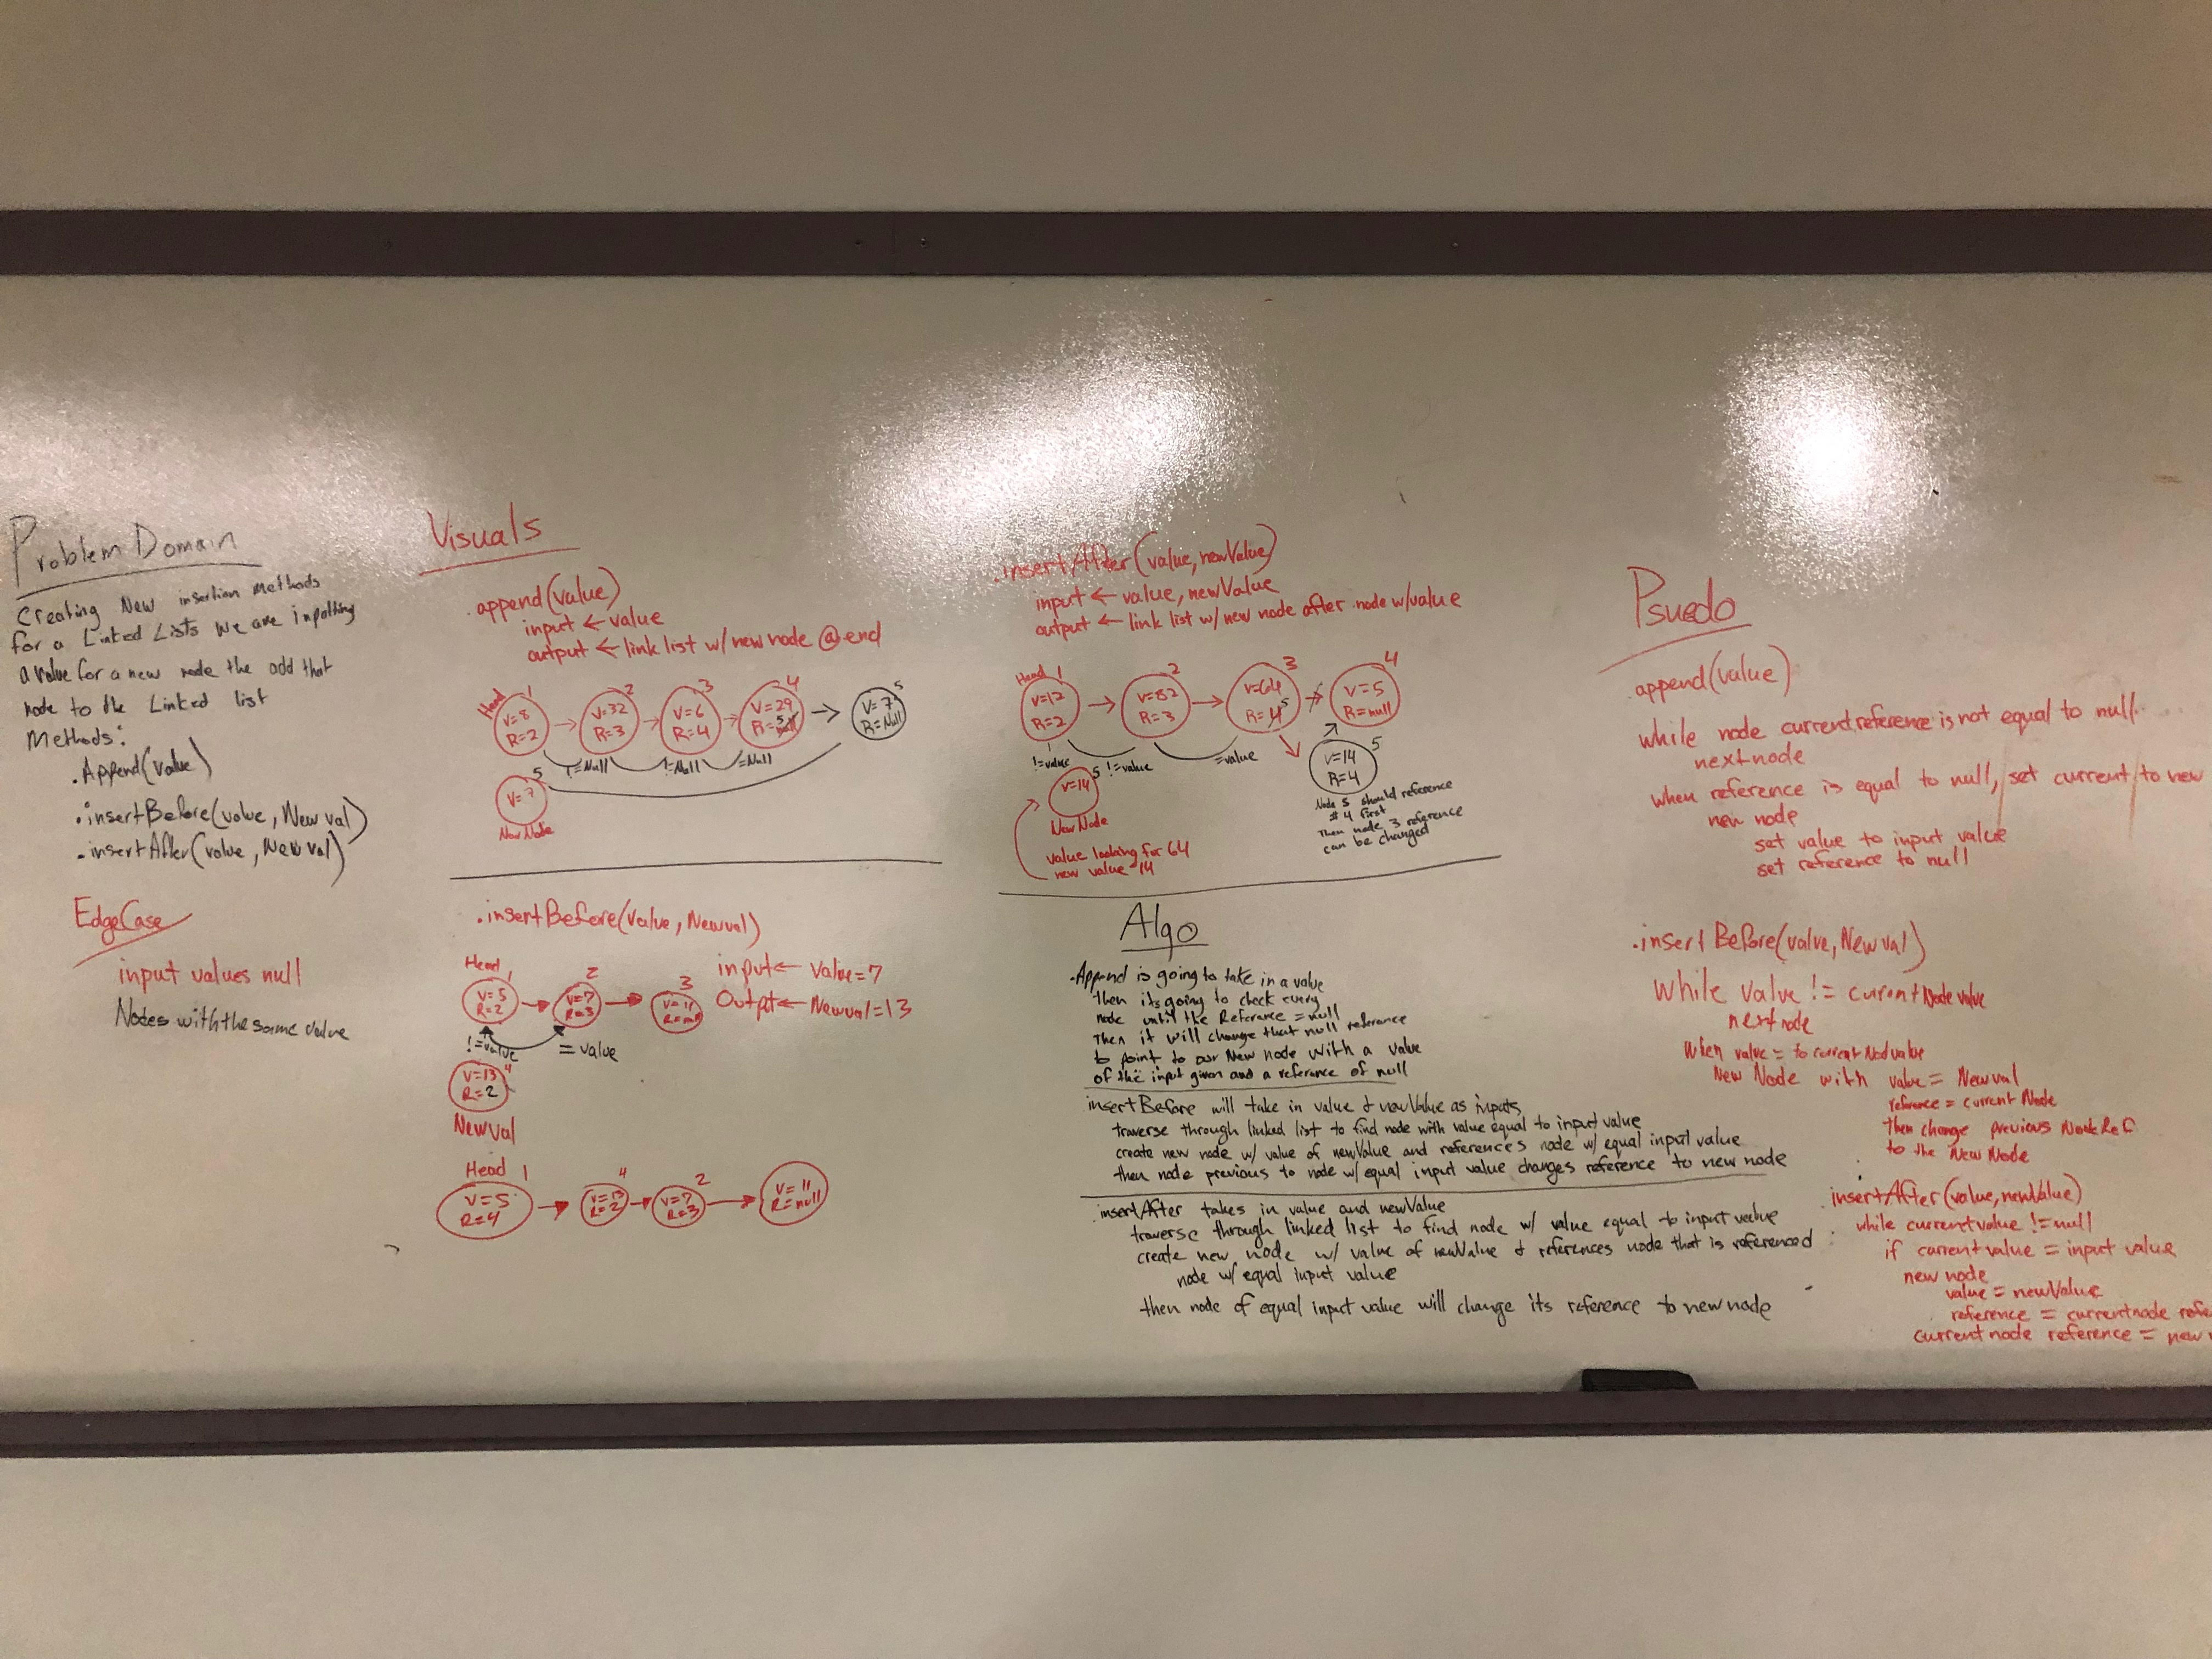 Problem Domain
Creating New insertion methods
for a Linked Lists we are inputting
a value for a new node the add that
node to the Linked list
Methods:
.Append(value)
.insertBefore(value, New val)
.insertAfter(value, New val)
EdgeCase
input values null
Nodes with the same value
Visuals
.append(value)
input ← value
output ← link list w/ new node @ end
Head 1 2 3 4 5
V=8 V=32 V=6 V=29 V=7
R=2 R=3 R=4 R=5 R=Null
!=Null !=Null =Null
5
V=7
New Node
.insertBefore(value, Newval)
input ← Value=7
Output ← Newval=13
Head 1 2 3
V=5 V=7 V=11
R=2 R=3 R=null
!=value = value
4
V=13
R=2
New Val
Head 1 4 2
V=5 V=13 V=7 V=11
R=4 R=2 R=3 R=null
.insertAfter(value, newValue)
input ← value, newValue
output ← link list w/ new node after node w/value
Head 1 2 3 4
V=12 V=82 V=64 V=5
R=2 R=3 R=4 5 R=null
!=value !=value =value
5
V=14
New Node
value looking for 64
new value 14
5
V=14
R=4
Node 5 should reference
#4 first
Then node 3 reference
can be changed
Algo
.Append is going to take in a value
then its going to check every
node until the Reference = null
Then it will change that null reference
to point to our New node with a value
of the input given and a reference of null
insertBefore will take in value & newValue as inputs
traverse through linked list to find node with value equal to input value
create new node w/ value of newValue and references node w/ equal input value
then node previous to node w/ equal input value changes reference to new node
.insertAfter takes in value and newValue
traverse through linked list to find node w/ value equal to input value
create new node w/ value of newValue & references node that is referenced
node w/ equal input value
then node of equal input value will change its reference to new node
Psuedo
.append(value)
while node current reference is not equal to null
next node
when reference is equal to null, set current to new
new node
set value to input value
set reference to null
.insertBefore(value, New val)
While value != current Node value
next node
When value = to current Nod value
New Node with value = Newval
reference = current Node
then change previous Node Ref
to the New Node
.insertAfter(value, newValue)
while current value != null
if current value = input value
new node
value = newValue
reference = current node refe
current node reference = new